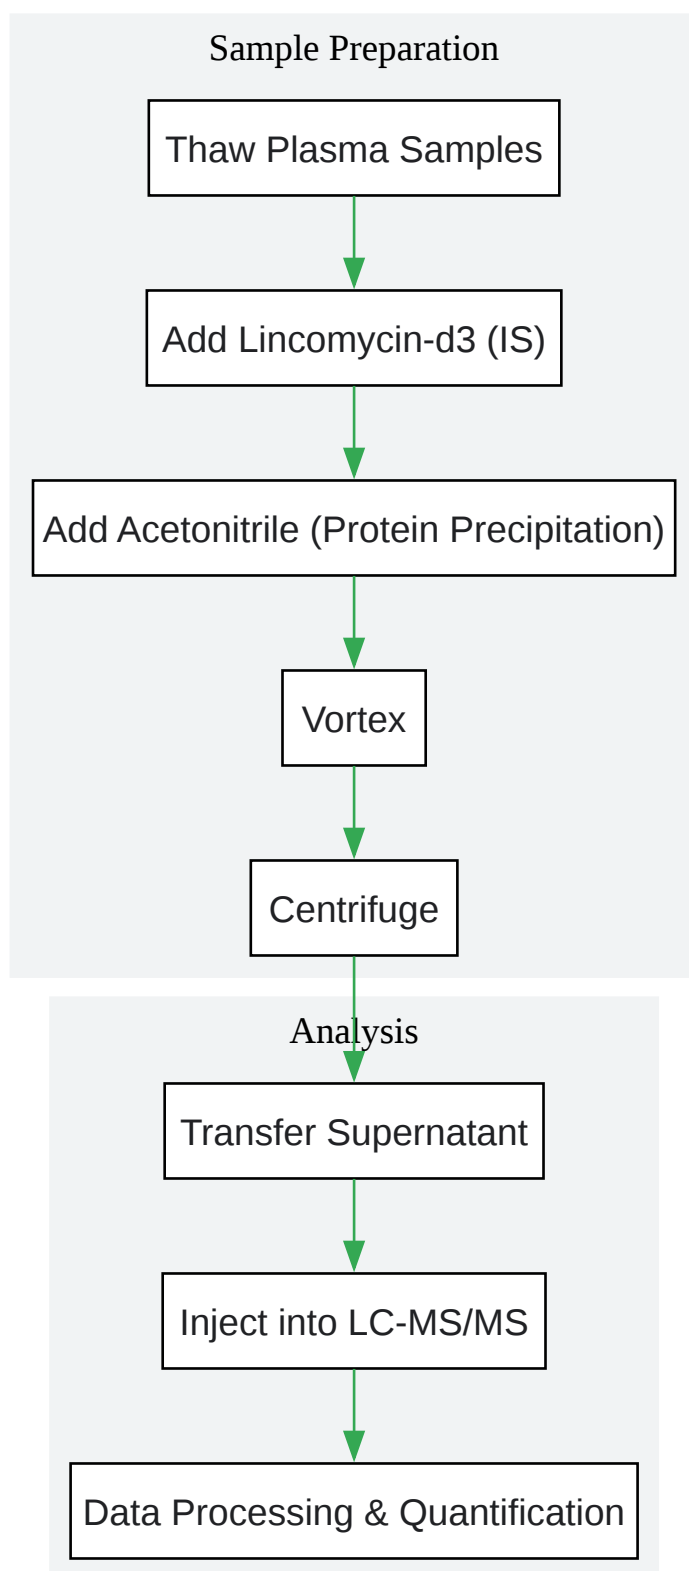 Sample Preparation
Thaw Plasma Samples
Add Lincomycin-d3 (IS)
Add Acetonitrile (Protein Precipitation)
Vortex
Centrifuge
Analysis
Transfer Supernatant
Inject into LC-MS/MS
Data Processing & Quantification